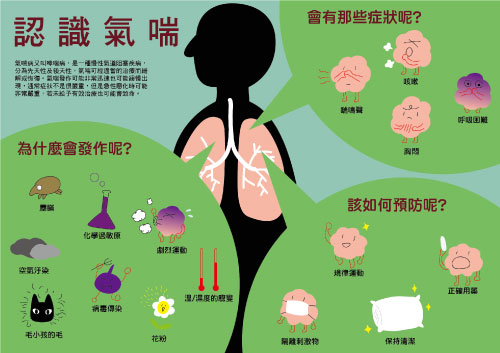 認識氣喘
氣喘病又叫哮喘病，是一種慢性氣道阻塞疾病，
分為先天性及後天性，氣喘可經適當的治療而緩
解或恢復。氣喘發作可能非常迅速也可能緩慢出
現，通常症狀不是很嚴重，但是急性惡化時可能
非常嚴重，若未給予有效治療也可能會致命。
會有那些症狀呢?
咳嗽
喘鳴聲
呼吸困難
胸悶
為什麼會發作呢?
塵蟎
化學過敏原
劇烈運動
空氣汙染
病毒傳染
溫/濕度的驟變
毛小孩的毛
花粉
該如何預防呢?
規律運動
正確用藥
隔離刺激物
保持清潔